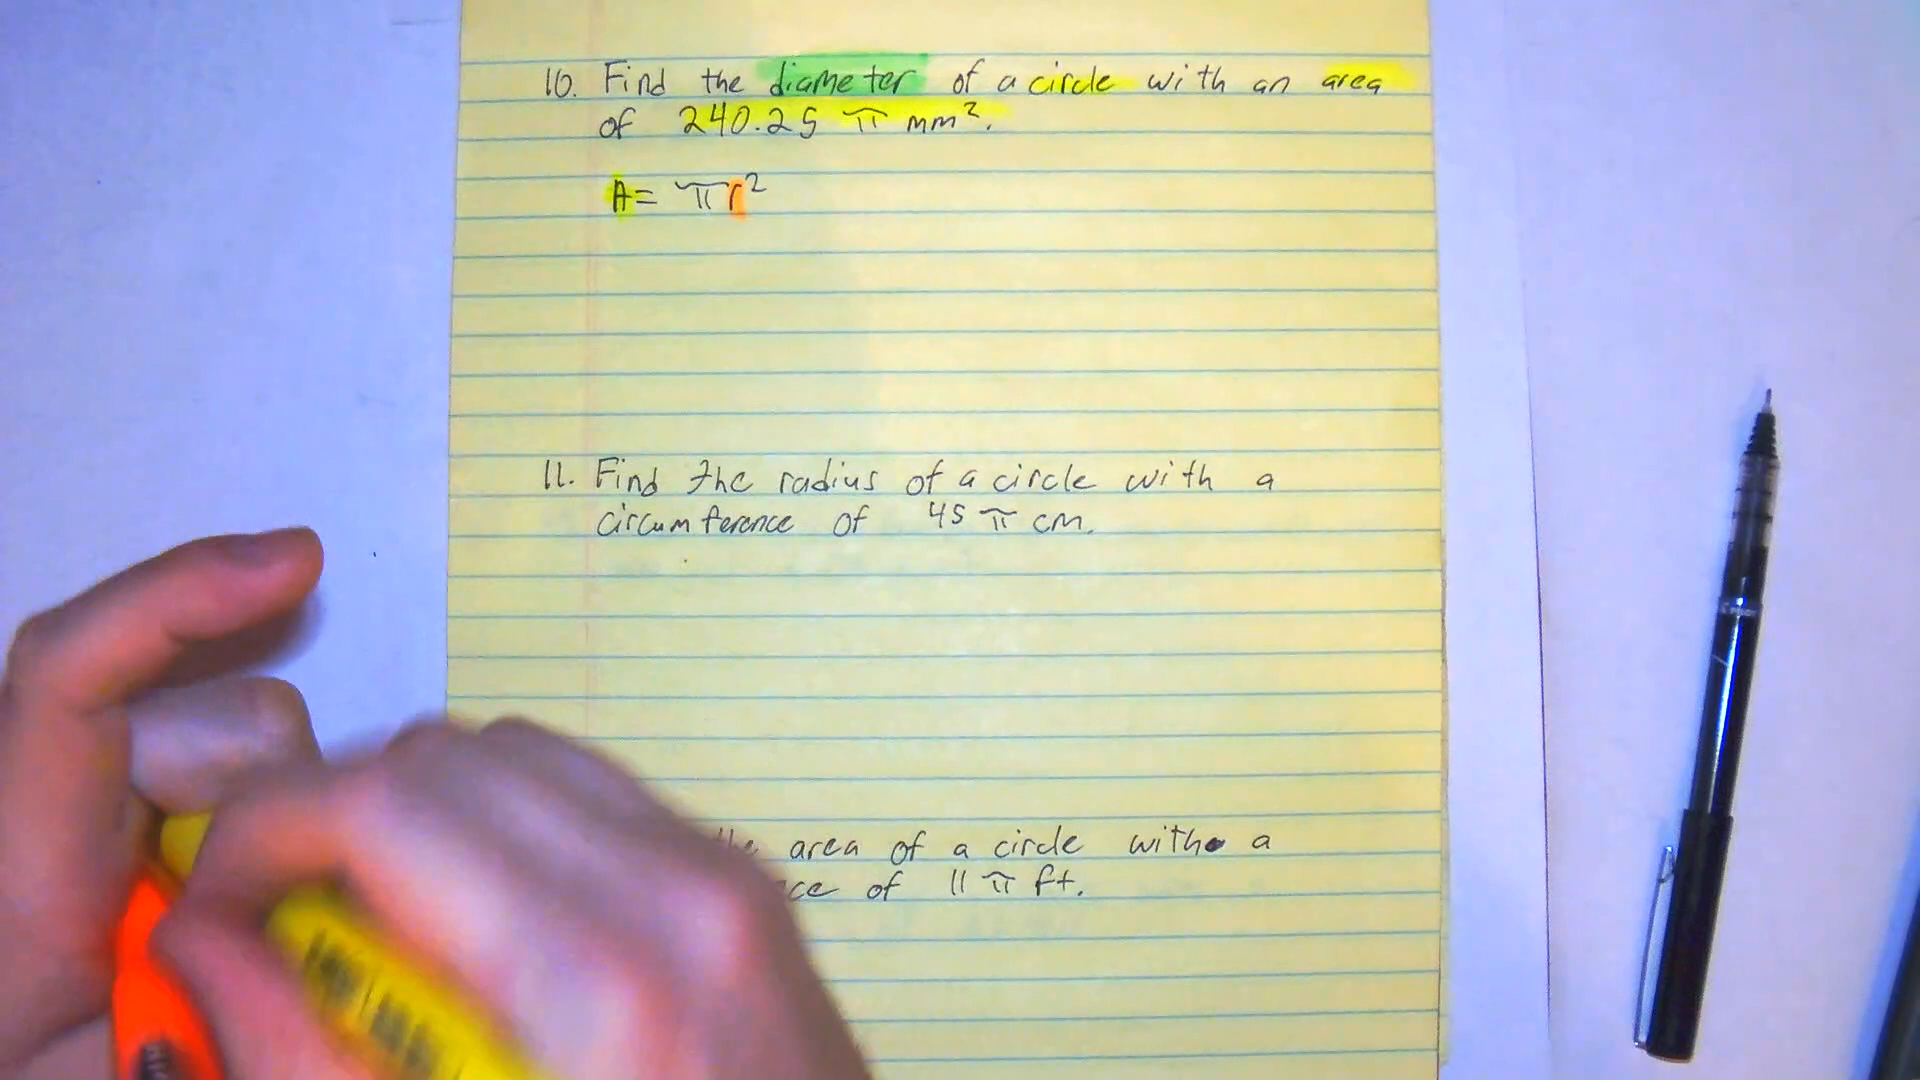 10. Find the diameter of a circle with an area
of 240.25 π mm².
A = πr²
11. Find the radius of a circle with a
circumference of 45 π cm.
area of a circle with a
of 11 π ft.